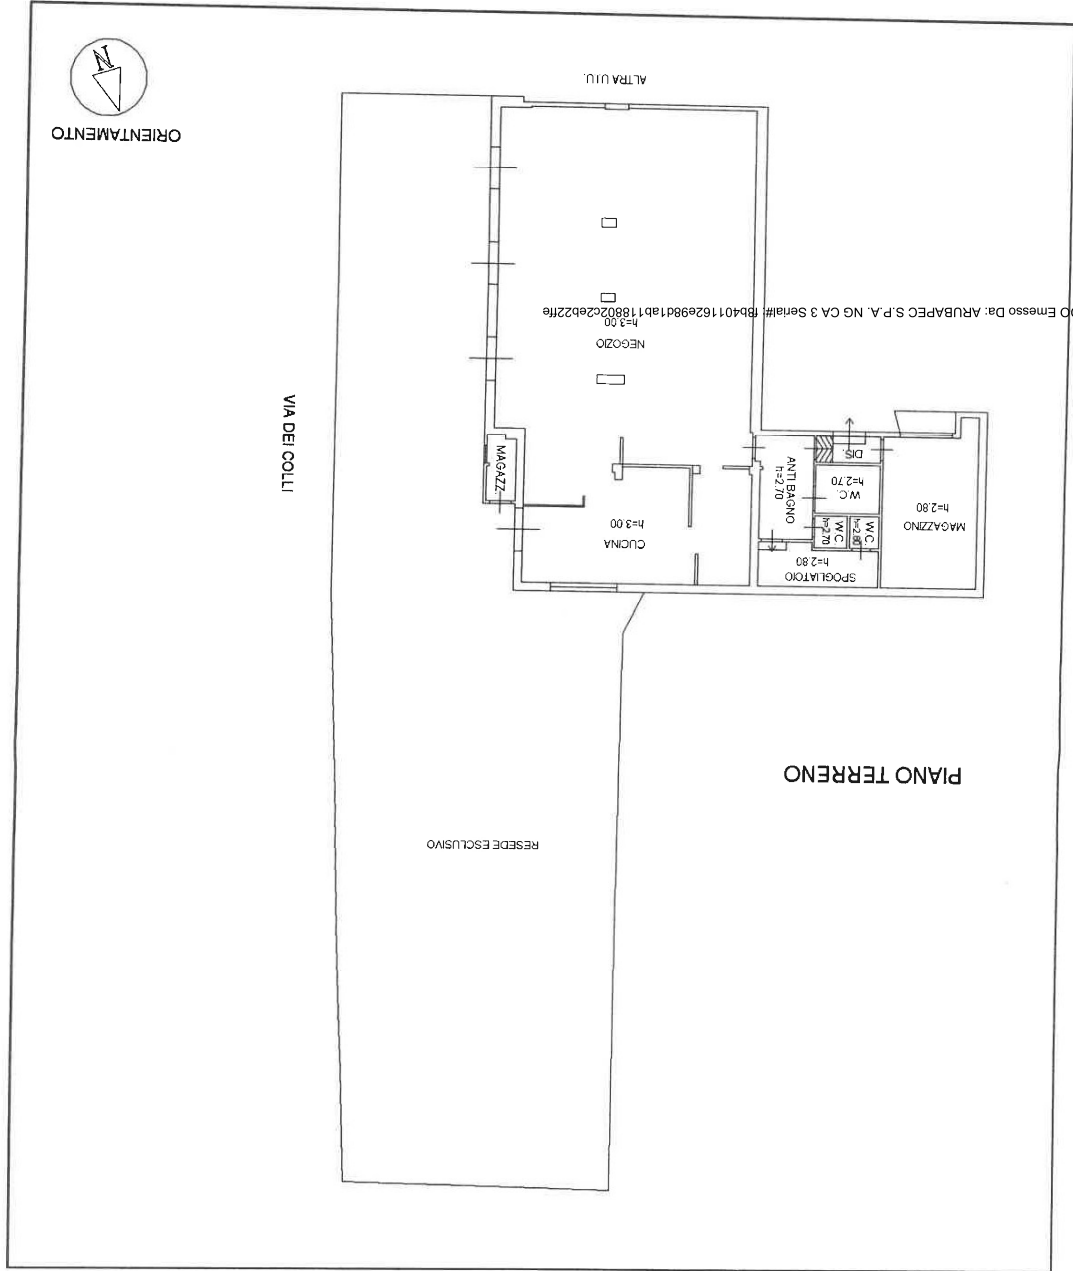 PIANO TERRENO
RESEDE ESCLUSIVO
SPOGLIATOIO
h=2.80
CUCINA
h=3.00
MAGAZZINO
h=2.80
W.C.
h=2.60
W.C.
h=2.70
W.C.
h=2.70
ANTI BAGNO
h=2.70
DIS.
MAGAZZ.
VIA DEI COLLI
NEGOZIO
h=3.00
O Emesso Da: ARUBAPEC S.P.A. NG CA 3 Serial#:
ALTRA U.I.U.
ORIENTAMENTO
N